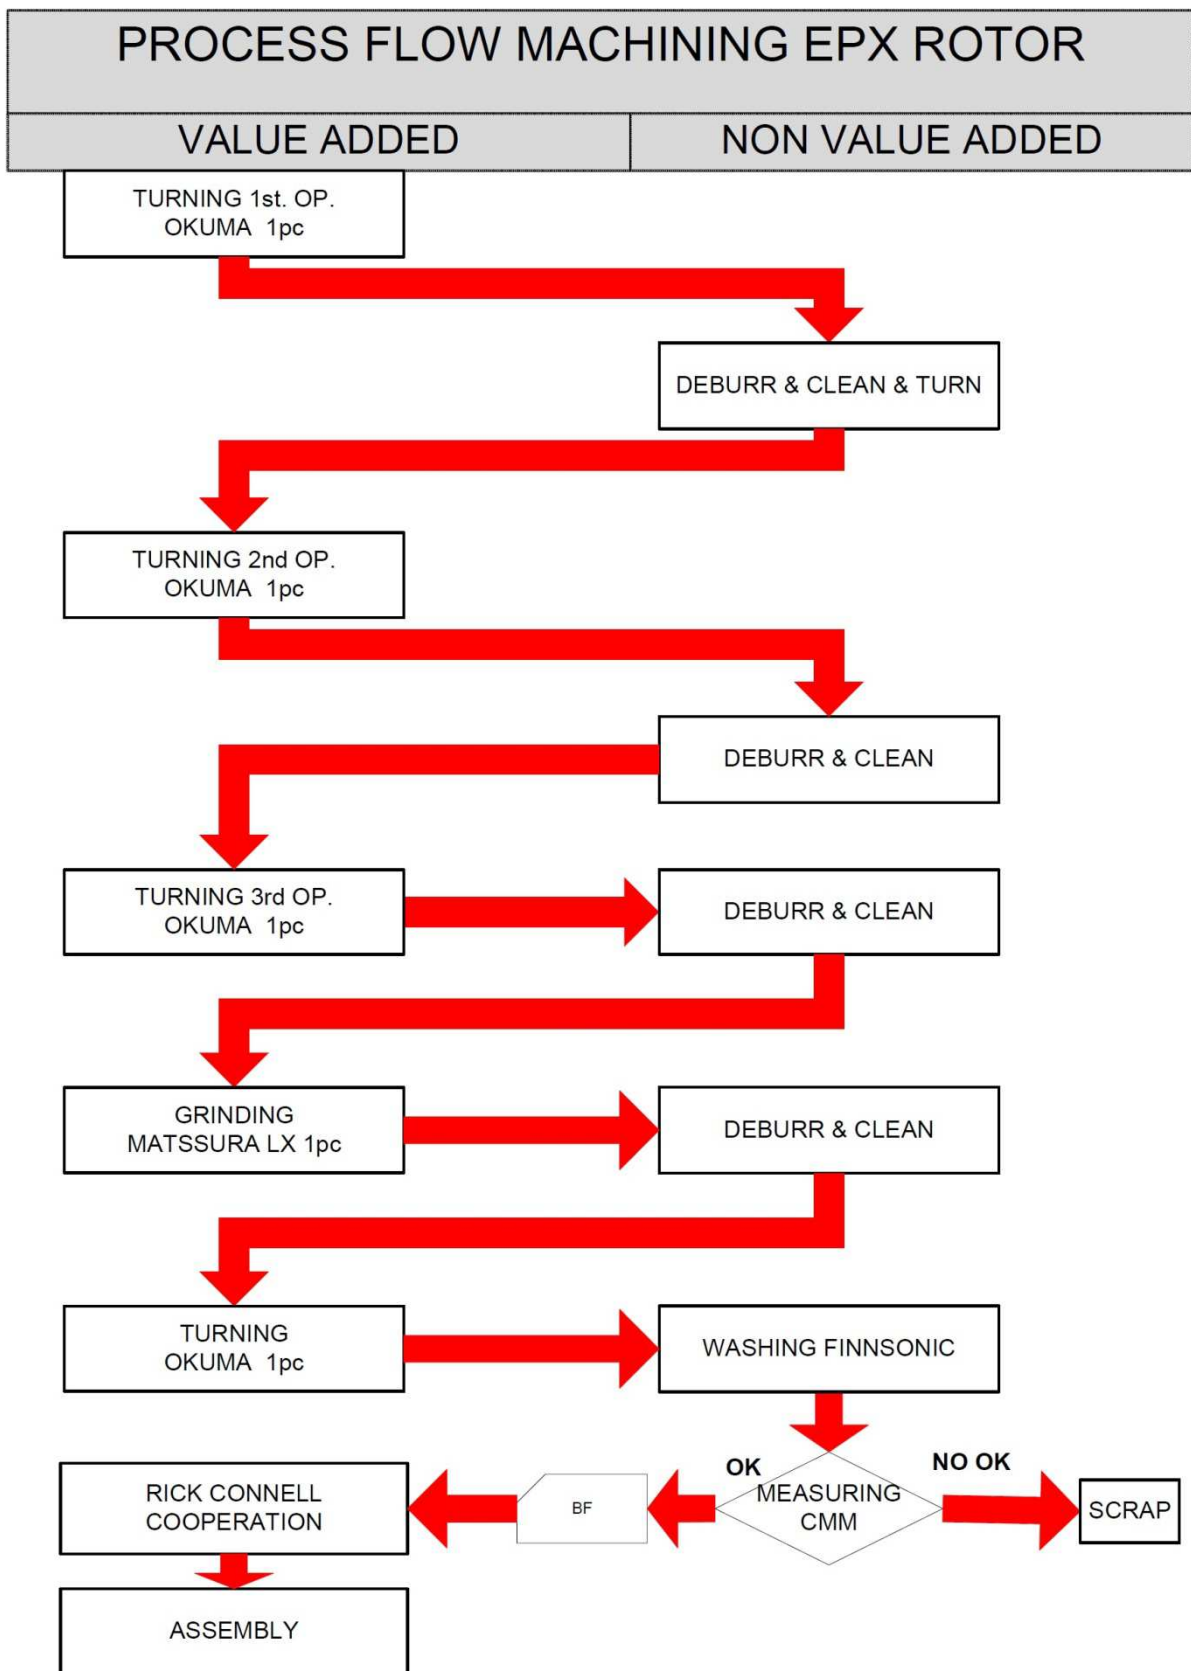 PROCESS FLOW MACHINING EPX ROTOR
VALUE ADDED
NON VALUE ADDED
TURNING 1st. OP.
OKUMA 1pc
DEBURR & CLEAN & TURN
TURNING 2nd OP.
OKUMA 1pc
DEBURR & CLEAN
TURNING 3rd OP.
OKUMA 1pc
DEBURR & CLEAN
GRINDING
MATSSURA LX 1pc
DEBURR & CLEAN
TURNING
OKUMA 1pc
WASHING FINNSONIC
OK
NO OK
MEASURING
CMM
SCRAP
BF
RICK CONNELL
COOPERATION
ASSEMBLY